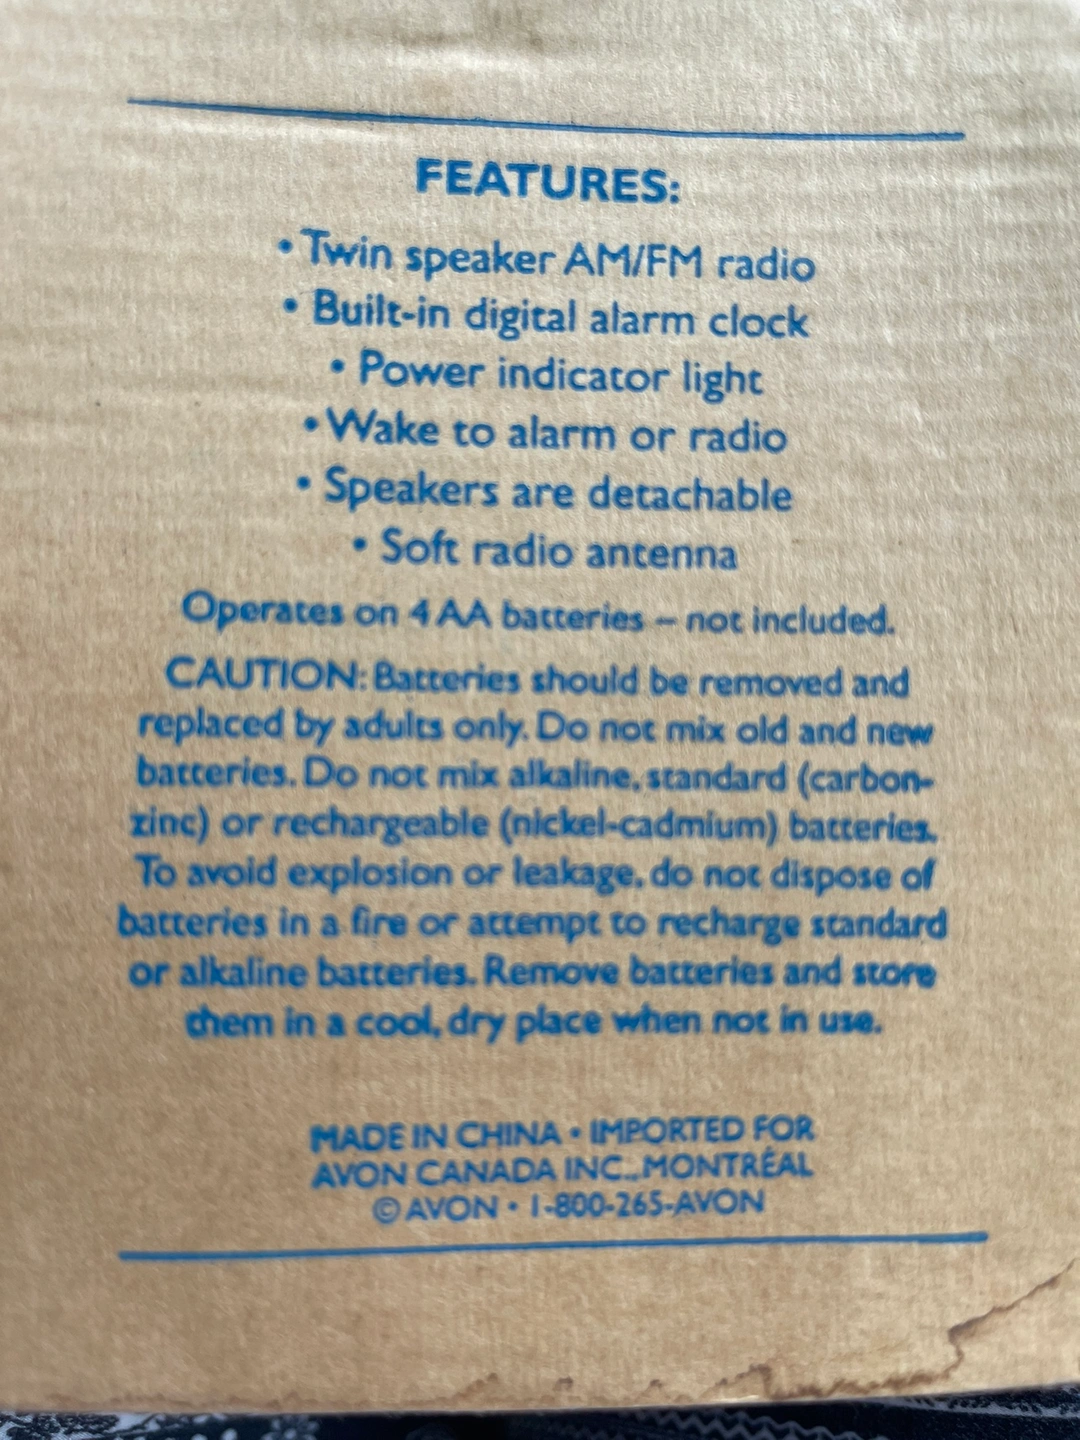 FEATURES:
• Twin speaker AM/FM radio
• Built-in digital alarm clock
• Power indicator light
• Wake to alarm or radio
• Speakers are detachable
• Soft radio antenna
Operates on 4 AA batteries – not included.
CAUTION: Batteries should be removed and
replaced by adults only. Do not mix old and new
batteries. Do not mix alkaline, standard (carbon-
zinc) or rechargeable (nickel-cadmium) batteries.
To avoid explosion or leakage, do not dispose of
batteries in a fire or attempt to recharge standard
or alkaline batteries. Remove batteries and store
them in a cool, dry place when not in use.
MADE IN CHINA • IMPORTED FOR
AVON CANADA INC., MONTRÉAL
© AVON • 1-800-265-AVON